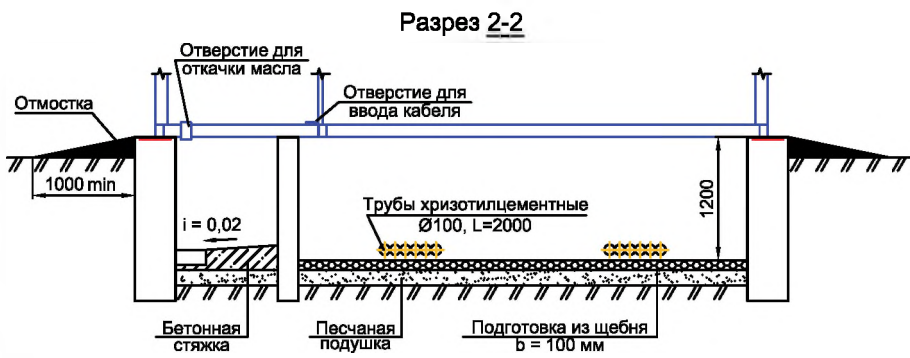 Разрез 2-2
Отверстие для
откачки масла
Отмостка
Отверстие для
ввода кабеля
1000 min
i = 0,02
Трубы хризотилцементные
Ø100, L=2000
1200
Бетонная
стяжка
Песчаная
подушка
Подготовка из щебня
b = 100 мм